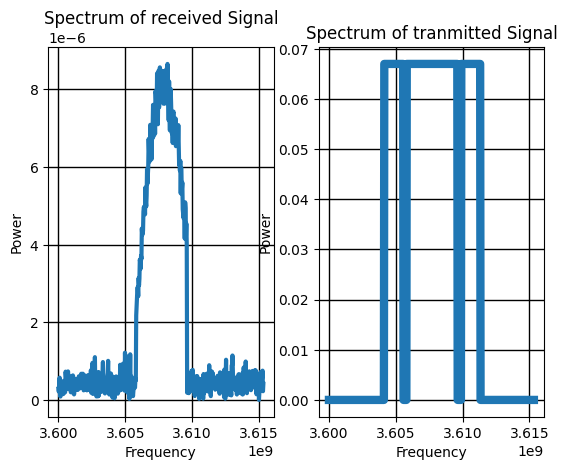 Spectrum of received Signal
1e−6
8
6
4
2
0
Power
3.600
3.605
3.610
3.615
Frequency
1e9
Spectrum of tranmitted Signal
0.07
0.06
0.05
0.04
0.03
0.02
0.01
0.00
Power
3.600
3.605
3.610
3.615
Frequency
1e9